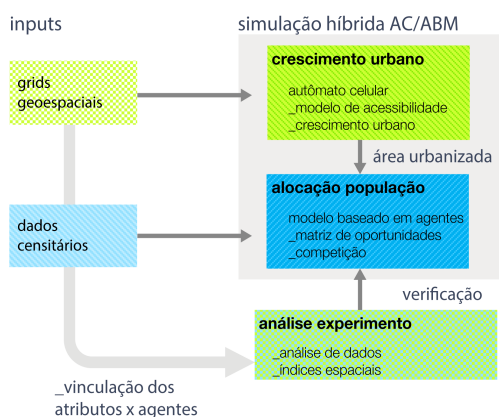 inputs
simulação híbrida AC/ABM
grids
geoespaciais
crescimento urbano
autômato celular
_modelo de acessibilidade
_crescimento urbano
área urbanizada
dados
censitários
alocação população
modelo baseado em agentes
_matriz de oportunidades
_competição
verificação
análise experimento
_análise de dados
_índices espaciais
_vinculação dos
atributos x agentes